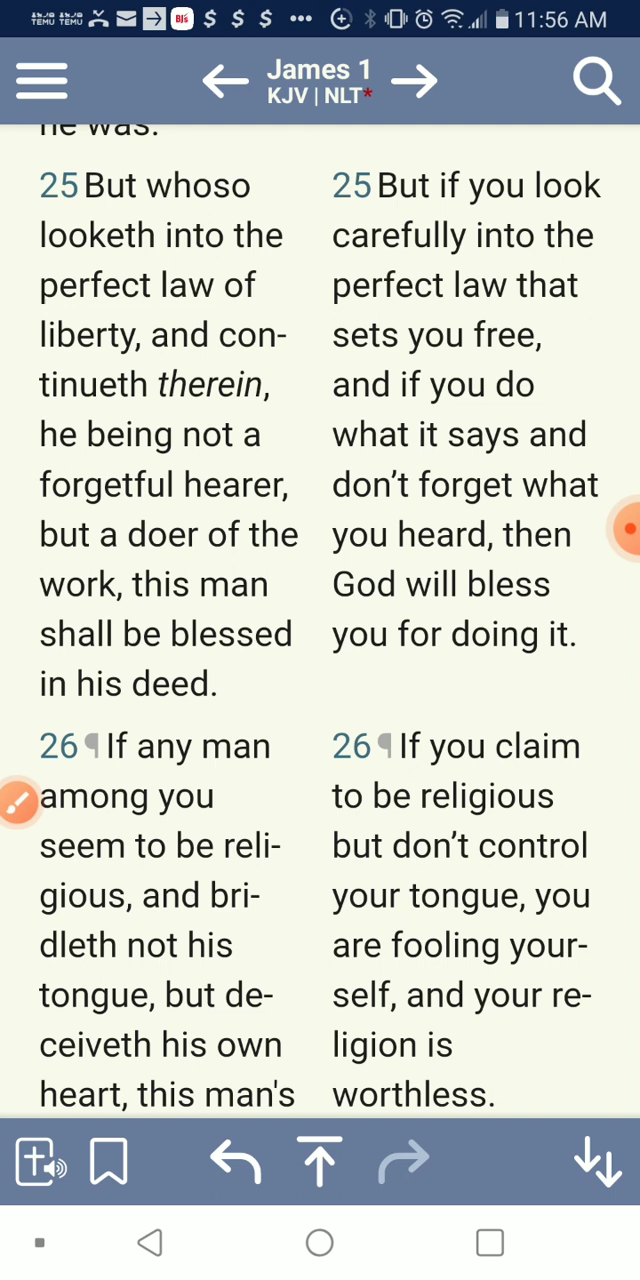 TEMU TEMU BJ's $ $ $ ••• 11:56 AM
James 1
KJV | NLT*
he was.
25 But whoso
looketh into the
perfect law of
liberty, and con-
tinueth therein,
he being not a
forgetful hearer,
but a doer of the
work, this man
shall be blessed
in his deed.
26 ¶ If any man
among you
seem to be reli-
gious, and bri-
dleth not his
tongue, but de-
ceiveth his own
heart, this man's
25 But if you look
carefully into the
perfect law that
sets you free,
and if you do
what it says and
don’t forget what
you heard, then
God will bless
you for doing it.
26 ¶ If you claim
to be religious
but don’t control
your tongue, you
are fooling your-
self, and your re-
ligion is
worthless.